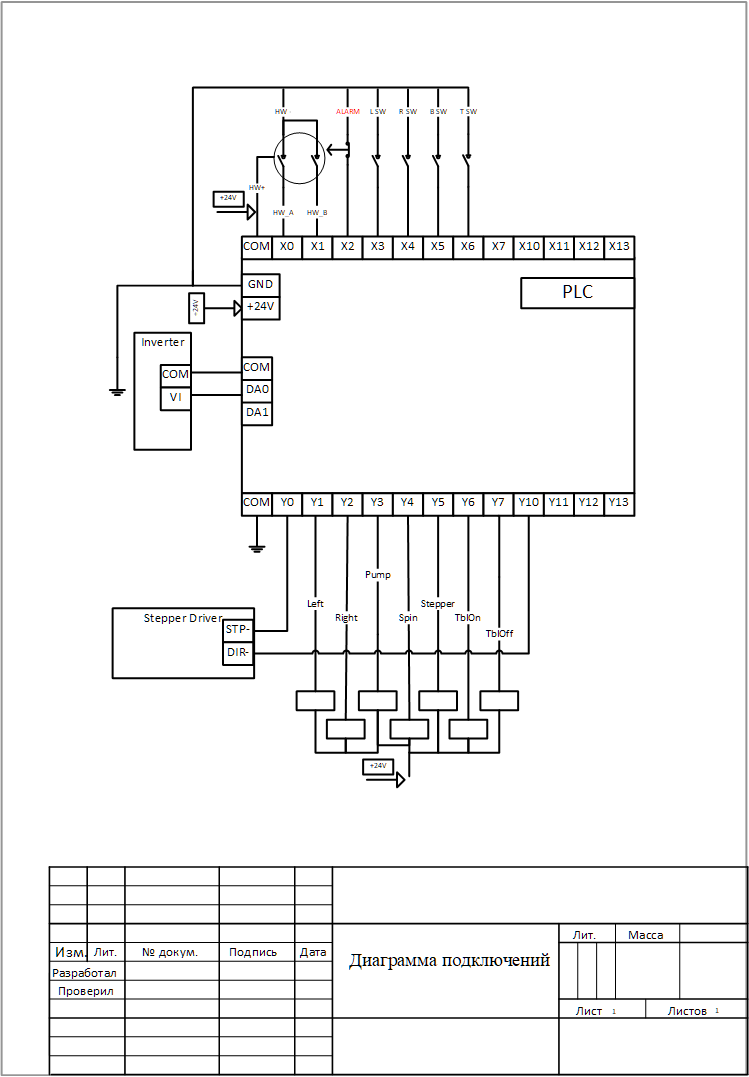 HW -
ALARM
L SW
R SW
B SW
T SW
HW+
+24V
HW_A
HW_B
COM X0 X1 X2 X3 X4 X5 X6 X7 X10 X11 X12 X13
GND
+24V
+24V
PLC
Inverter
COM
VI
COM
DA0
DA1
COM Y0 Y1 Y2 Y3 Y4 Y5 Y6 Y7 Y10 Y11 Y12 Y13
Pump
Left
Stepper
Right
Spin
TblOn
TblOff
Stepper Driver
STP-
DIR-
+24V
Лит.
Масса
Изм.
Лит.
№ докум.
Подпись
Дата
Диаграмма подключений
Разработал
Проверил
Лист 1
Листов 1